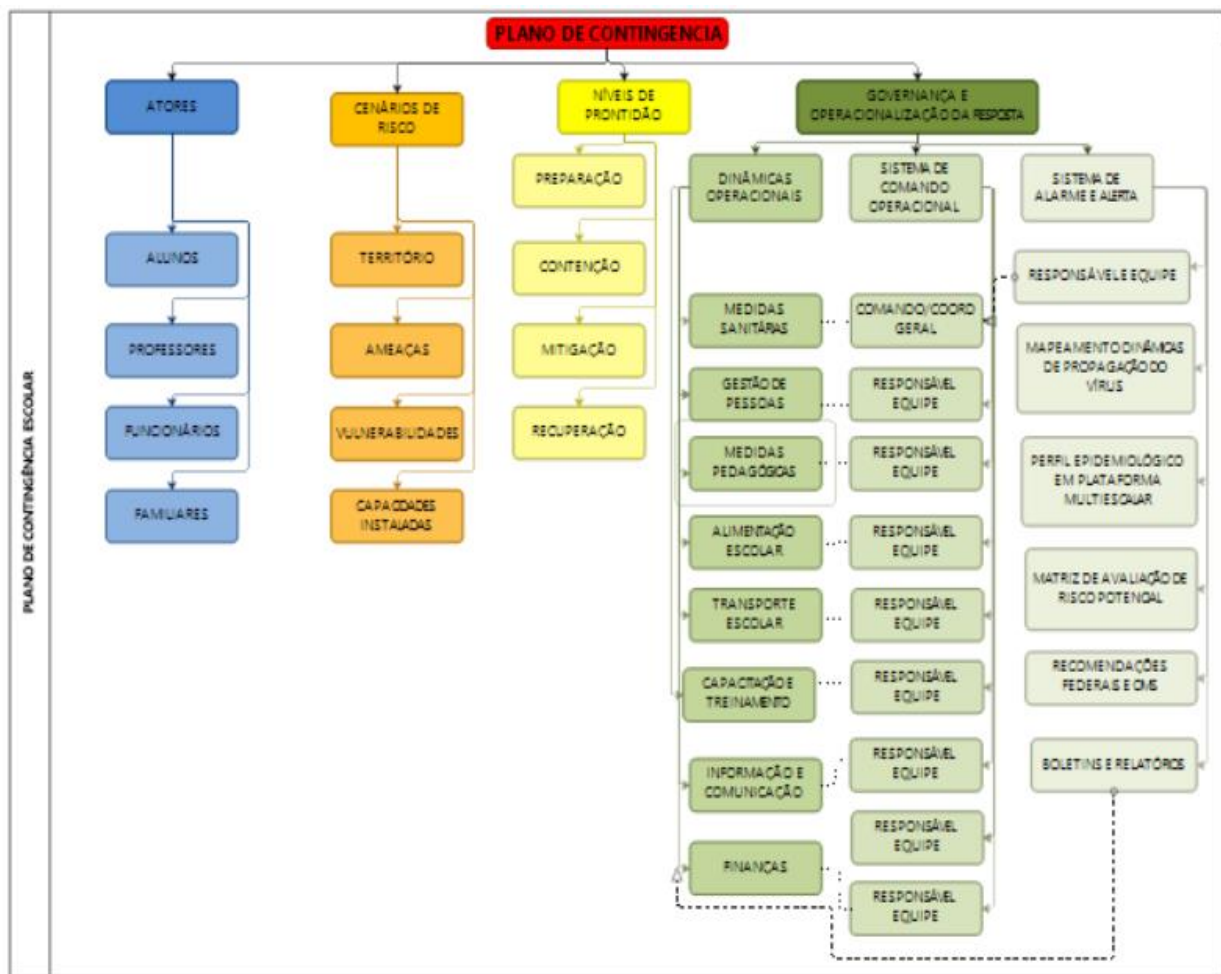 PLANO DE CONTINGÊNCIA ESCOLAR
PLANO DE CONTINGENCIA
ATORES
ALUNOS
PROFESSORES
FUNCIONÁRIOS
FAMILIARES
CENÁRIOS DE
RISCO
TERRITÓRIO
AMEAÇAS
VULNERABILIDADES
CAPACIDADES
INSTALADAS
NÍVEIS DE
PRONTIDÃO
PREPARAÇÃO
CONTENÇÃO
MITIGAÇÃO
RECUPERAÇÃO
GOVERNANÇA E
OPERACIONALIZAÇÃO DA RESPOSTA
DINÂMICAS
OPERACIONAIS
MEDIDAS
SANITÁRIAS
GESTÃO DE
PESSOAS
MEDIDAS
PEDAGÓGICAS
ALIMENTAÇÃO
ESCOLAR
TRANSPORTE
ESCOLAR
CAPACITAÇÃO E
TREINAMENTO
INFORMAÇÃO E
COMUNICAÇÃO
FINANÇAS
SISTEMA DE
COMANDO
OPERACIONAL
COMANDO/COORD
GERAL
RESPONSÁVEL
EQUIPE
RESPONSÁVEL
EQUIPE
RESPONSÁVEL
EQUIPE
RESPONSÁVEL
EQUIPE
RESPONSÁVEL
EQUIPE
RESPONSÁVEL
EQUIPE
RESPONSÁVEL
EQUIPE
RESPONSÁVEL
EQUIPE
SISTEMA DE
ALARME E ALERTA
RESPONSÁVEL E EQUIPE
MAPEAMENTO DINÂMICAS
DE PROPAGAÇÃO DO
VÍRUS
PERFIL EPIDEMIOLÓGICO
EM PLATAFORMA
MULTIESCALAR
MATRIZ DE AVALIAÇÃO DE
RISCO POTENCIAL
RECOMENDAÇÕES
FEDERAIS E OMS
BOLETINS E RELATÓRIOS